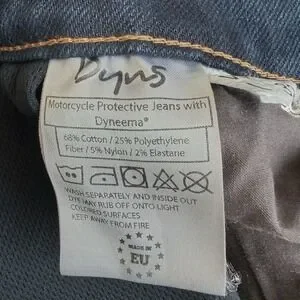 Dyns
Motorcycle Protective Jeans with
Dyneema®
68% Cotton / 25% Polyethylene
Fiber / 5% Nylon / 2% Elastane
WASH SEPARATELY AND INSIDE OUT
DYE MAY RUB OFF ONTO LIGHT
COLORED SURFACES
KEEP AWAY FROM FIRE
MADE IN
EU